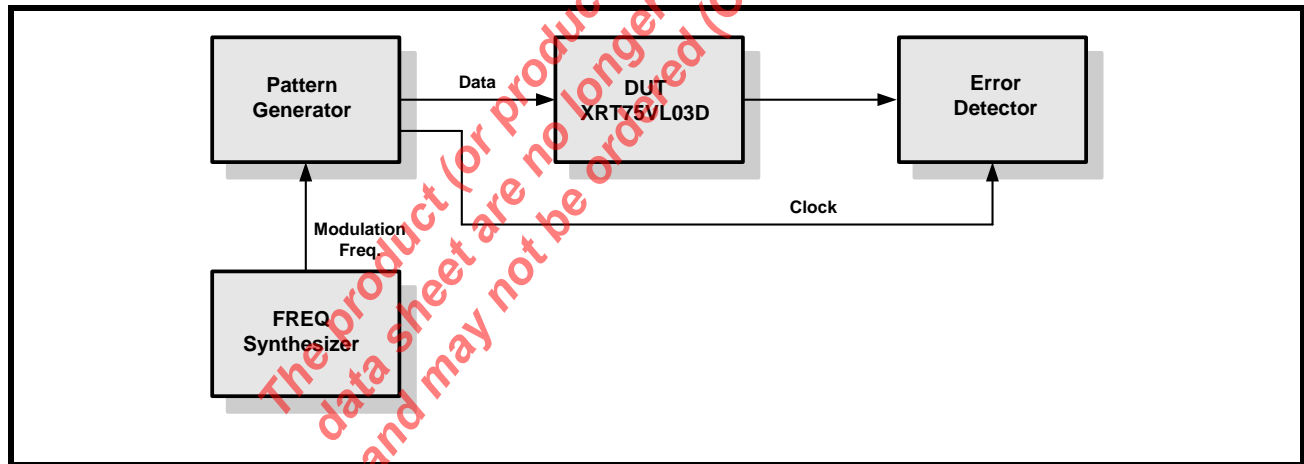 Pattern
Generator
Data
DUT
XRT75VL03D
Error
Detector
Clock
Modulation
Freq.
FREQ
Synthesizer
The product (or produc
data sheet are no longer
and may not be ordered (O